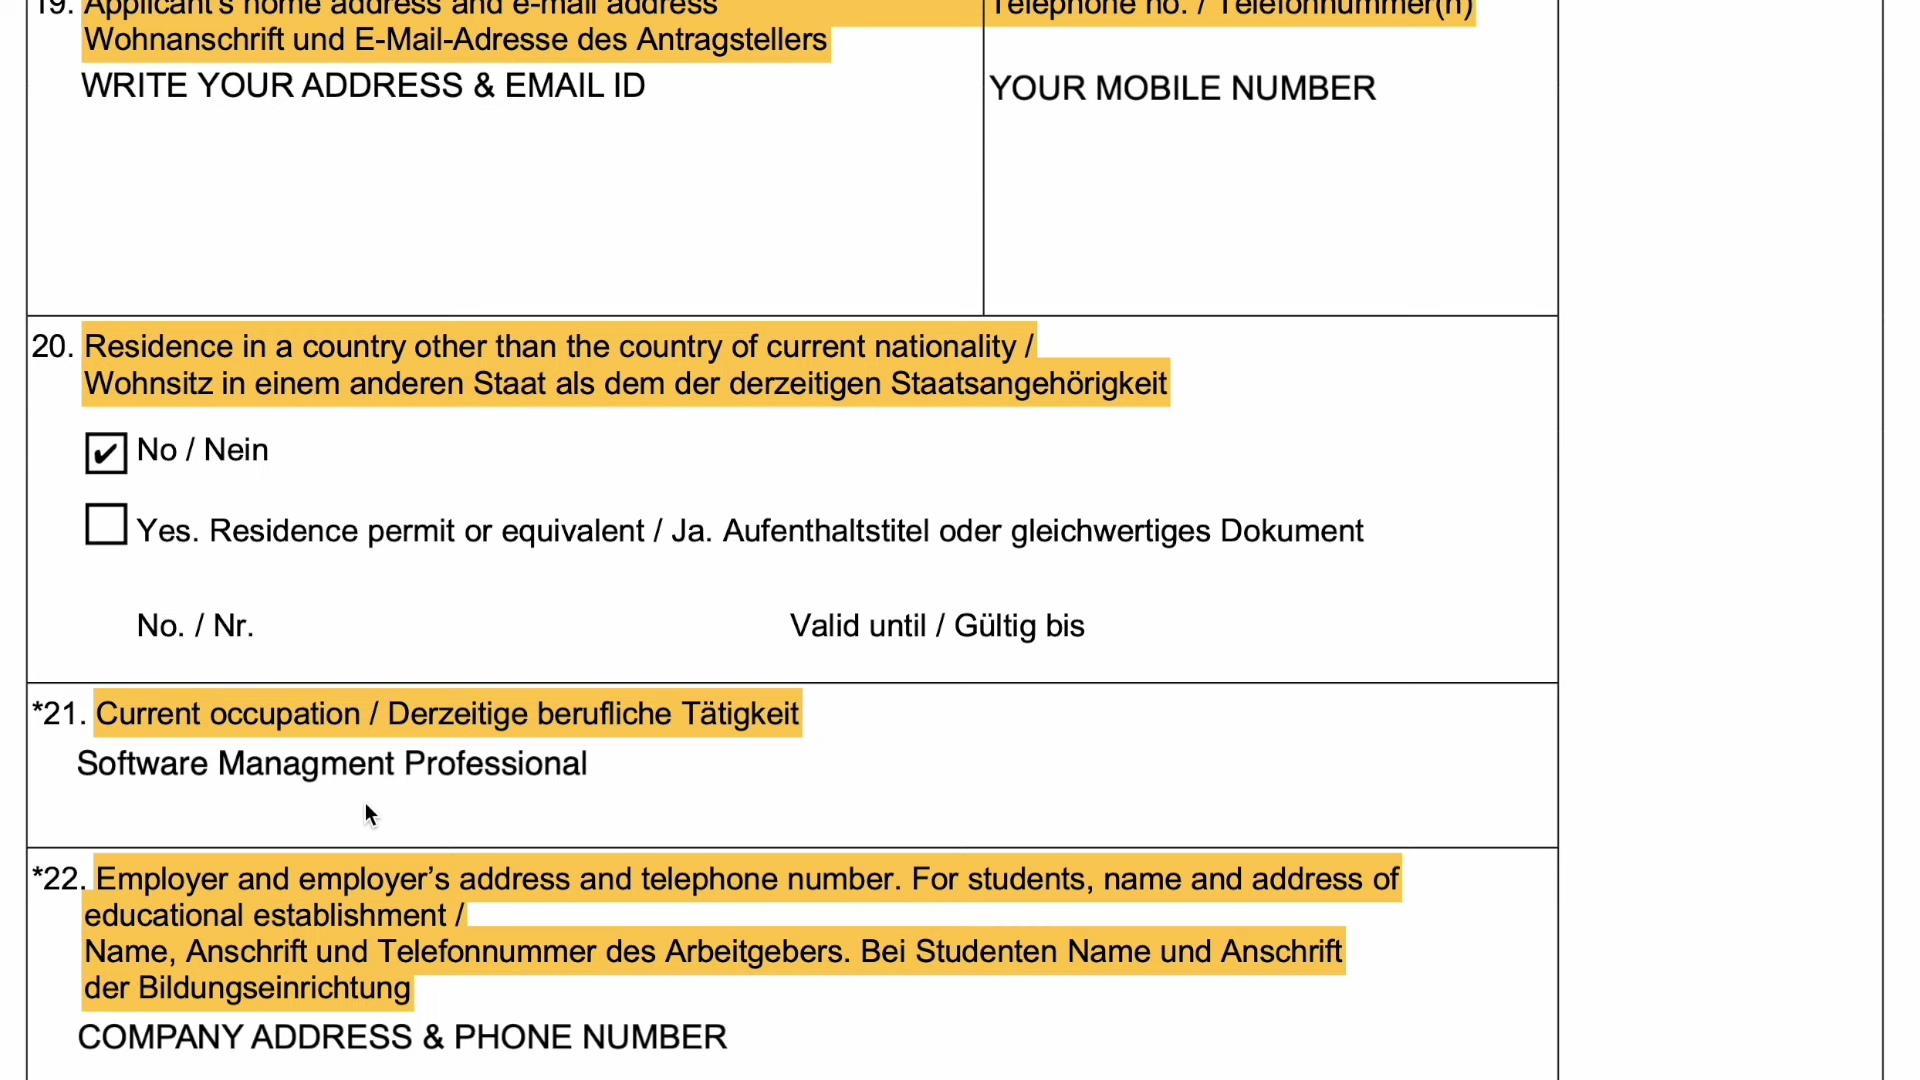 19. Applicant's home address and e-mail address
Wohnanschrift und E-Mail-Adresse des Antragstellers
WRITE YOUR ADDRESS & EMAIL ID
Telephone no. / Telefonnummer(n)
YOUR MOBILE NUMBER
20. Residence in a country other than the country of current nationality /
Wohnsitz in einem anderen Staat als dem der derzeitigen Staatsangehörigkeit
✔ No / Nein
Yes. Residence permit or equivalent / Ja. Aufenthaltstitel oder gleichwertiges Dokument
No. / Nr. Valid until / Gültig bis
*21. Current occupation / Derzeitige berufliche Tätigkeit
Software Managment Professional
*22. Employer and employer’s address and telephone number. For students, name and address of
educational establishment /
Name, Anschrift und Telefonnummer des Arbeitgebers. Bei Studenten Name und Anschrift
der Bildungseinrichtung
COMPANY ADDRESS & PHONE NUMBER